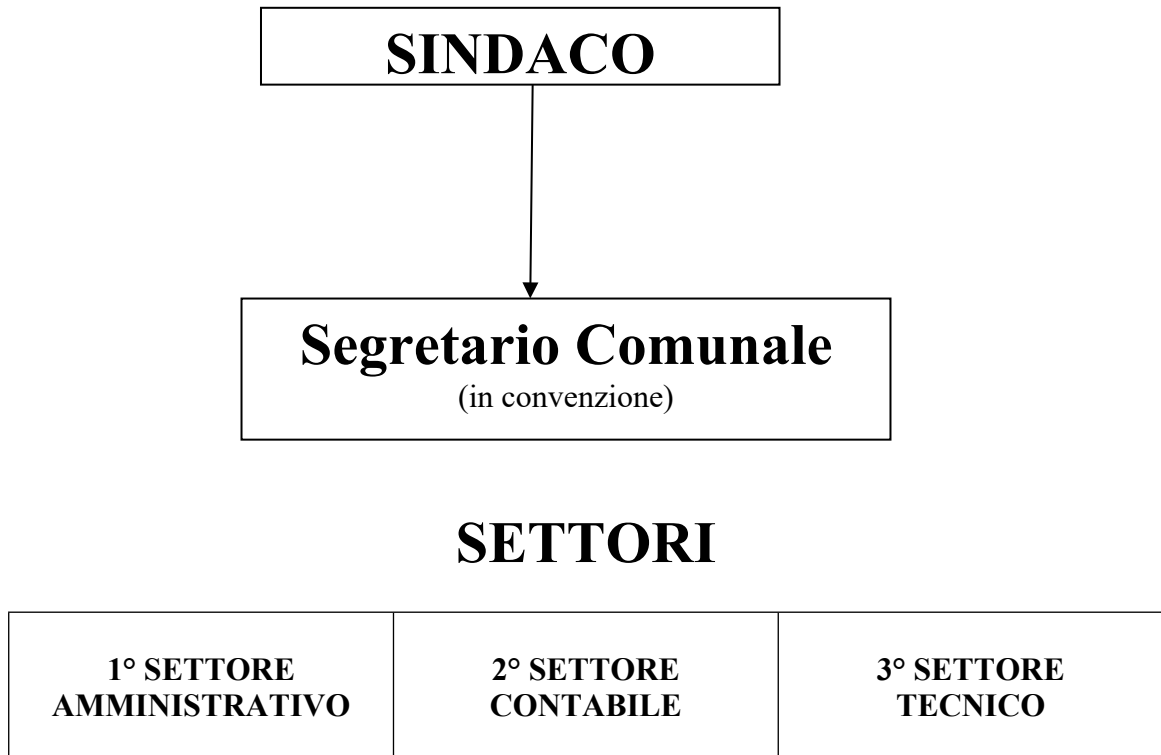 SINDACO
Segretario Comunale
(in convenzione)
SETTORI
1° SETTORE
AMMINISTRATIVO
2° SETTORE
CONTABILE
3° SETTORE
TECNICO